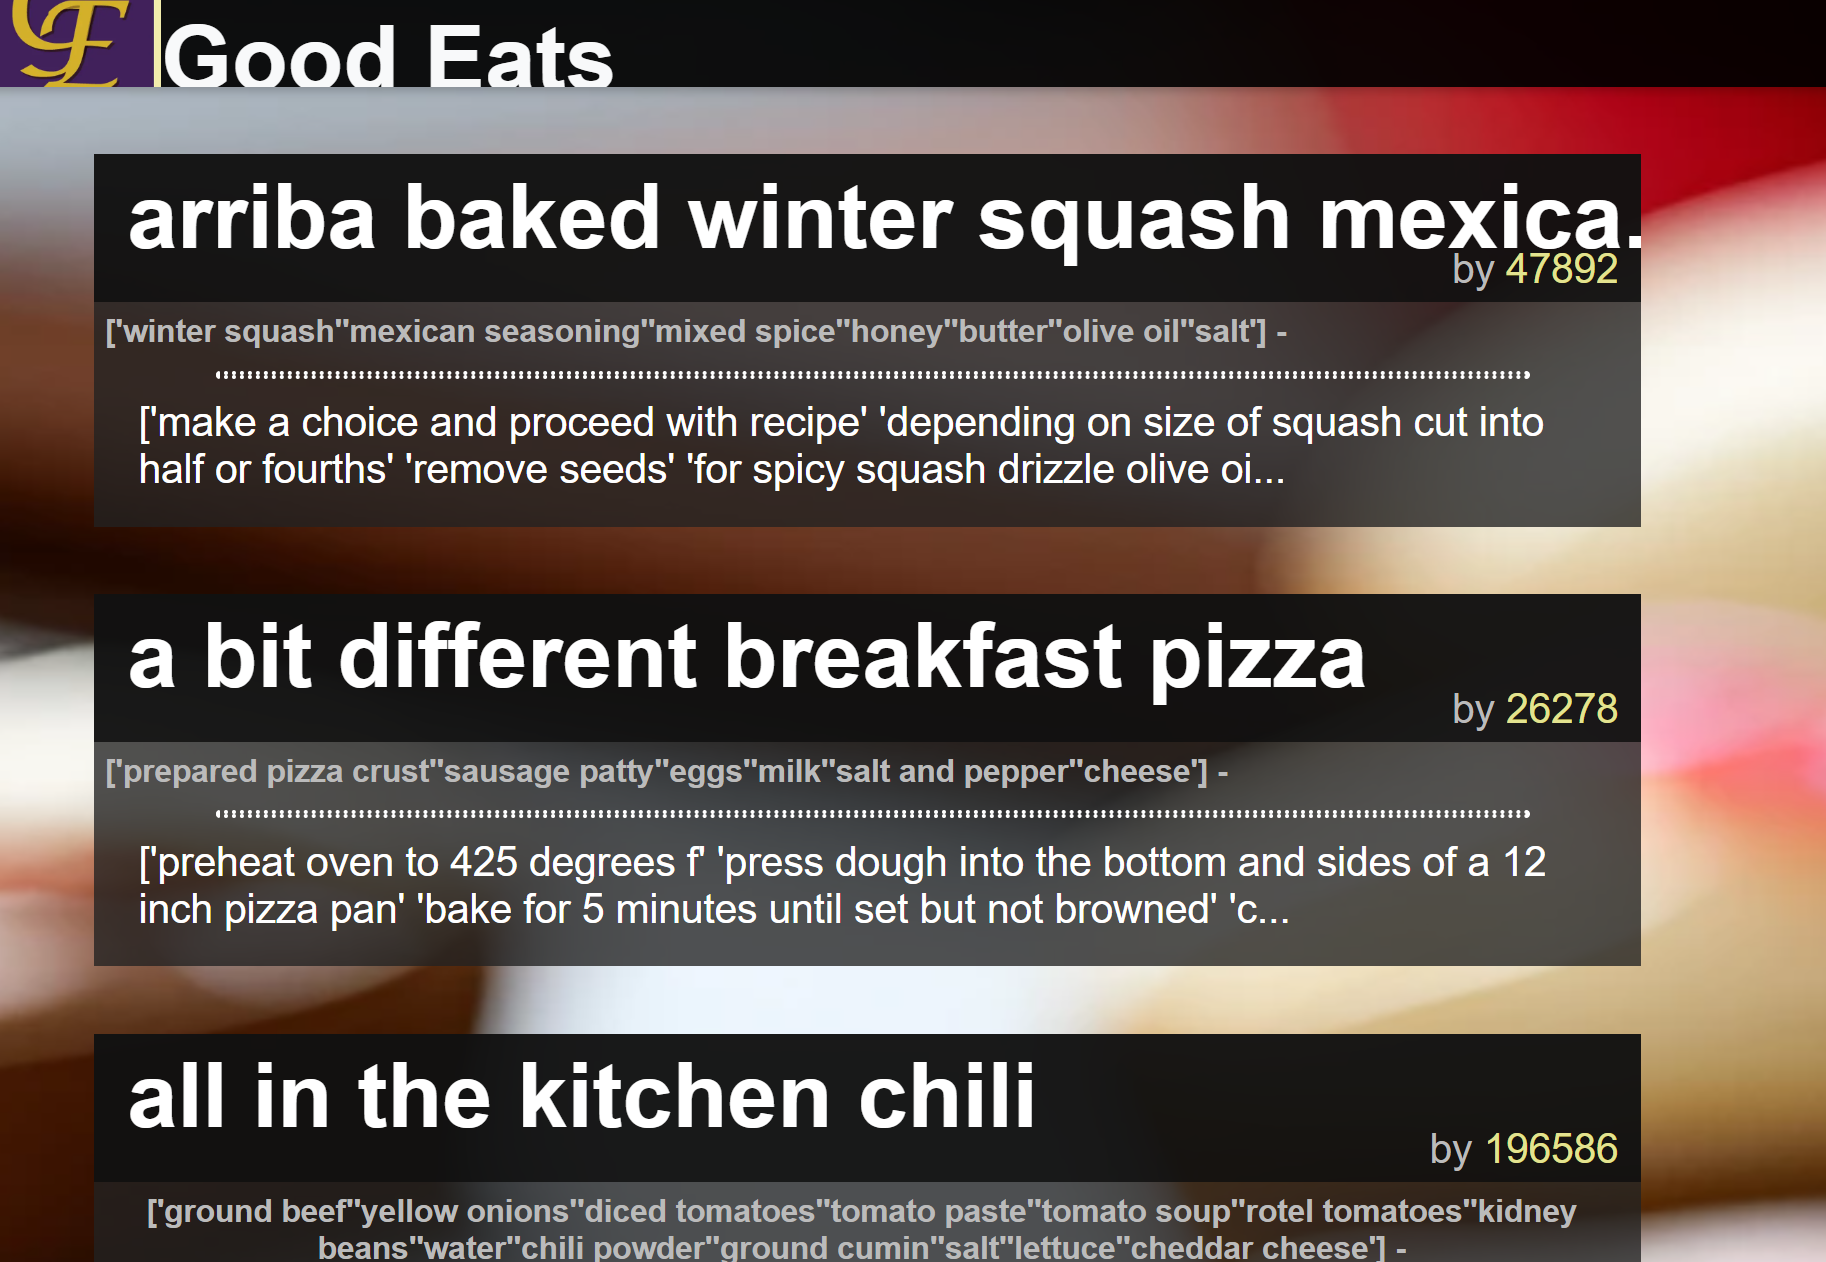 GE
Good Eats
arriba baked winter squash mexica.
by 47892
['winter squash''mexican seasoning''mixed spice''honey''butter''olive oil''salt'] -
['make a choice and proceed with recipe' 'depending on size of squash cut into
half or fourths' 'remove seeds' 'for spicy squash drizzle olive oi...
a bit different breakfast pizza
by 26278
['prepared pizza crust''sausage patty''eggs''milk''salt and pepper''cheese'] -
['preheat oven to 425 degrees f' 'press dough into the bottom and sides of a 12
inch pizza pan' 'bake for 5 minutes until set but not browned' 'c...
all in the kitchen chili
by 196586
['ground beef''yellow onions''diced tomatoes''tomato paste''tomato soup''rotel tomatoes''kidney
beans''water''chili powder''ground cumin''salt''lettuce''cheddar cheese'] -